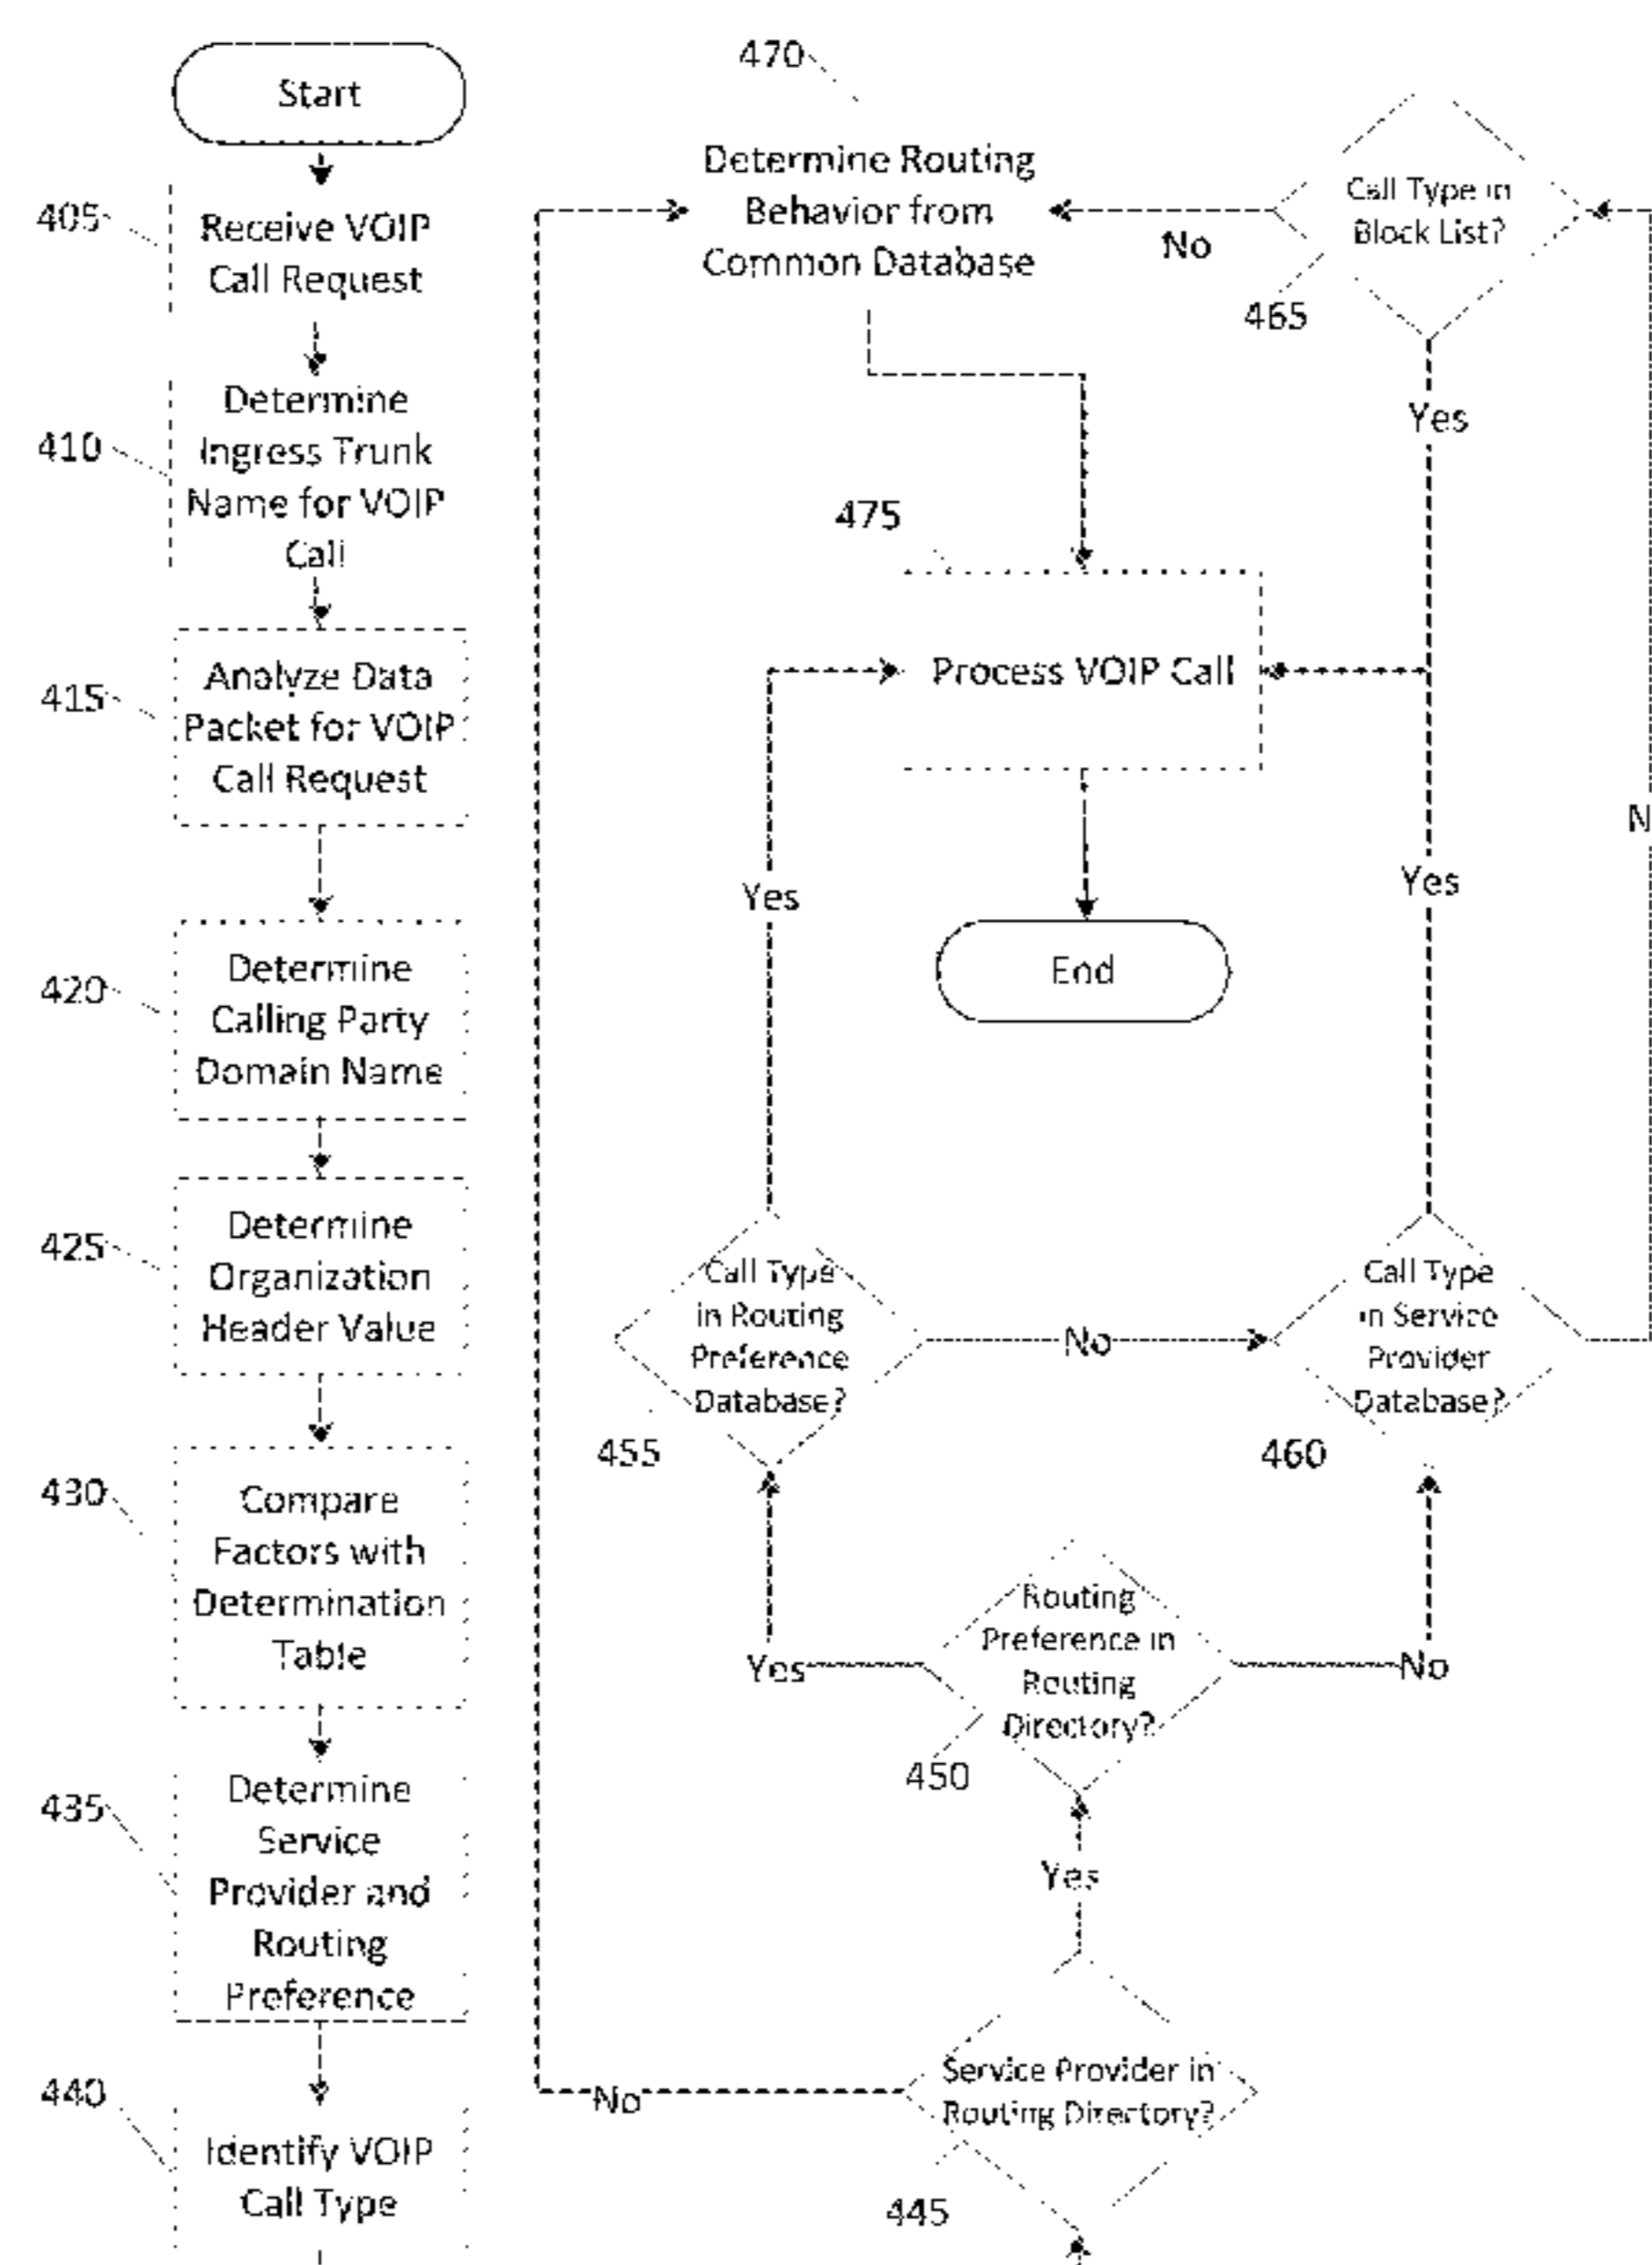 Start
405
Receive VOIP
Call Request
410
Determine
Ingress Trunk
Name for VOIP
Call
415
Analyze Data
Packet for VOIP
Call Request
420
Determine
Calling Party
Domain Name
425
Determine
Organization
Header Value
430
Compare
Factors with
Determination
Table
435
Determine
Service
Provider and
Routing
Preference
440
Identify VOIP
Call Type
470
Determine Routing
Behavior from
Common Database
No
Call Type in
Block List?
465
Yes
475
Process VOIP Call
N
Yes
Yes
End
Call Type
in Routing
Preference
Database?
455
No
Call Type
in Service
Provider
Database?
460
Routing
Preference in
Routing
Directory?
450
Yes
No
Yes
Service Provider in
Routing Directory?
445
No